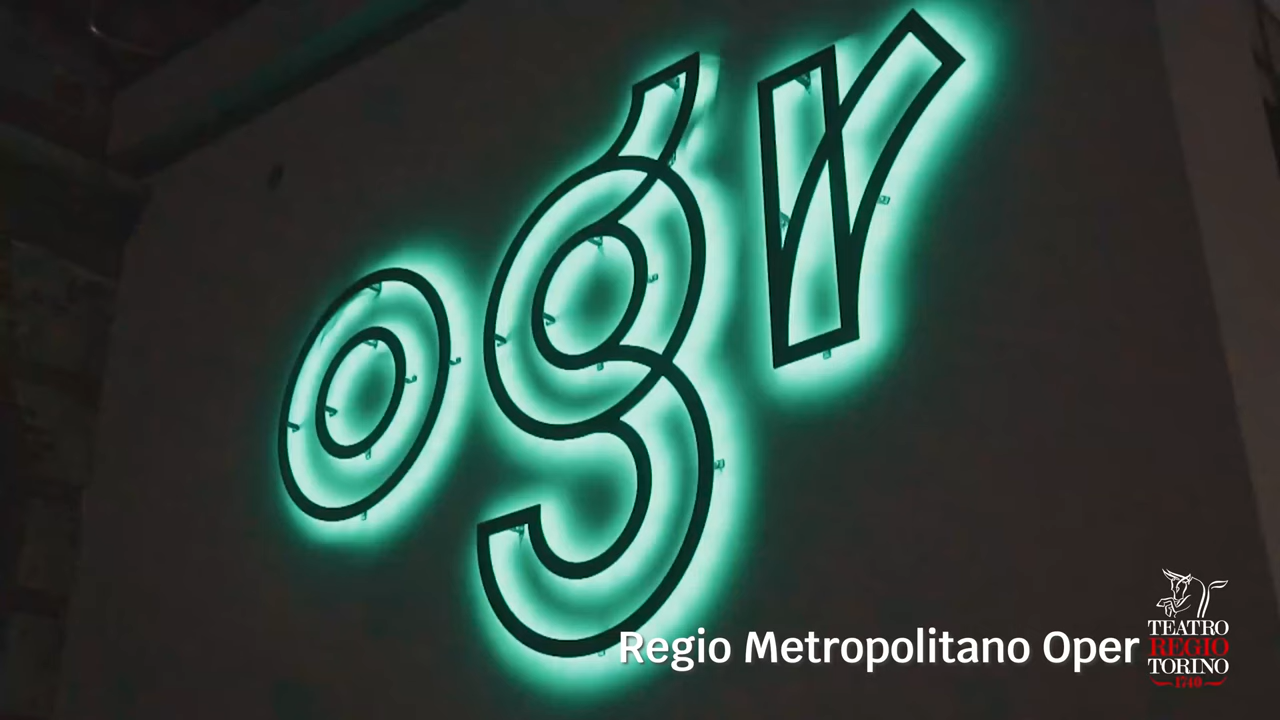 ogr
Regio Metropolitano Oper
TEATRO
REGIO
TORINO
1740